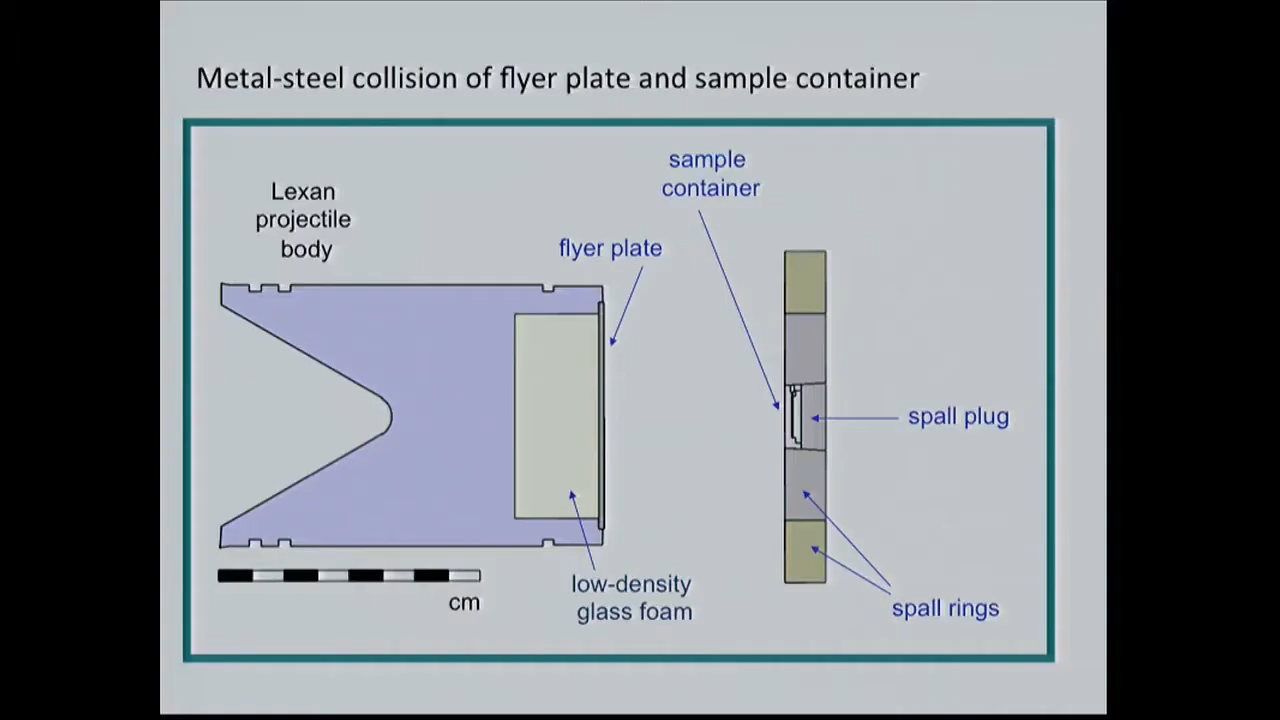 Metal-steel collision of flyer plate and sample container
sample
container
Lexan
projectile
body
flyer plate
spall plug
low-density
glass foam
cm
spall rings